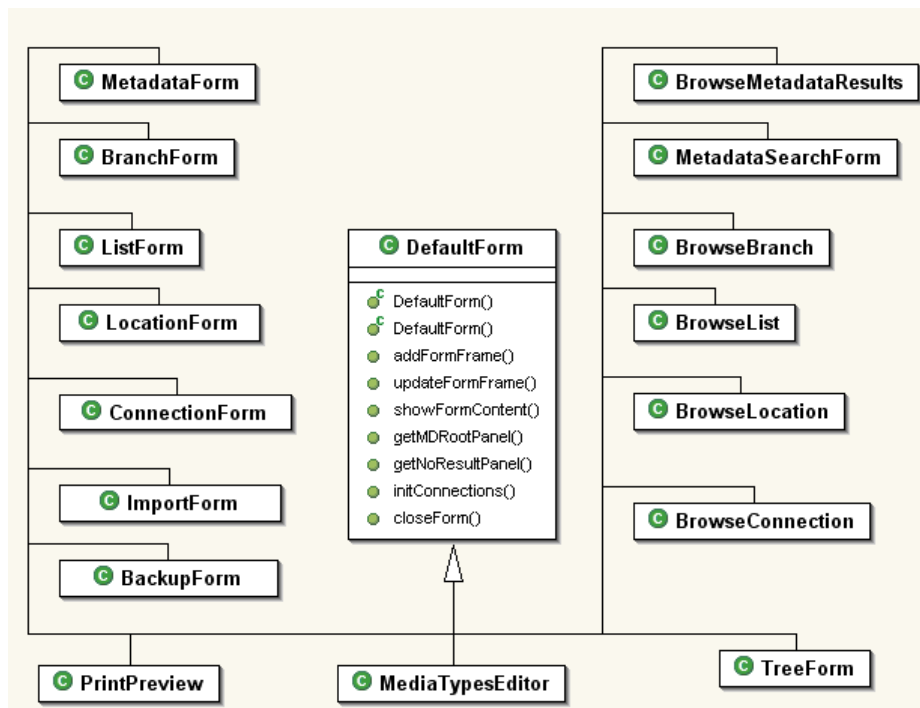 C MetadataForm
C BranchForm
C ListForm
C LocationForm
C ConnectionForm
C ImportForm
C BackupForm
C PrintPreview
C DefaultForm
C DefaultForm()
C DefaultForm()
addFormFrame()
updateFormFrame()
showFormContent()
getMDRootPanel()
getNoResultPanel()
initConnections()
closeForm()
C MediaTypesEditor
C BrowseMetadataResults
C MetadataSearchForm
C BrowseBranch
C BrowseList
C BrowseLocation
C BrowseConnection
C TreeForm